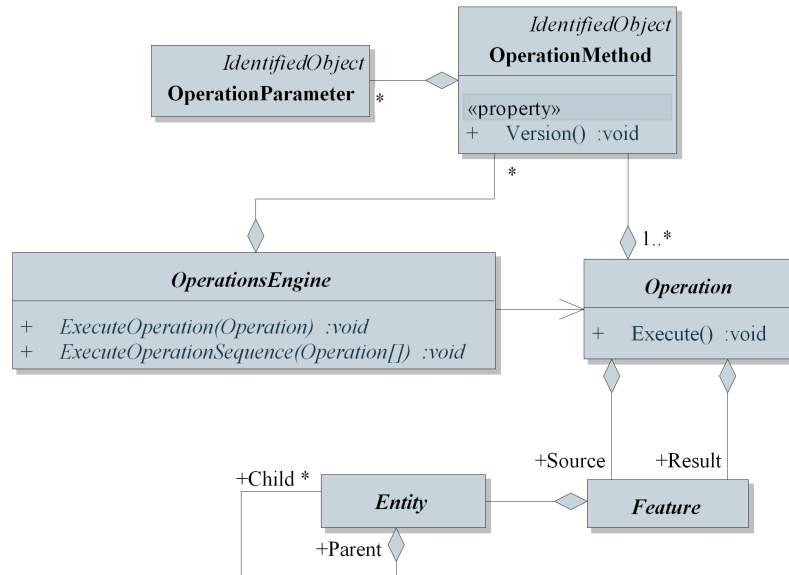 IdentifiedObject
OperationParameter
*
IdentifiedObject
OperationMethod
«property»
+ Version() :void
*
1..*
OperationsEngine
+ ExecuteOperation(Operation) :void
+ ExecuteOperationSequence(Operation[]) :void
Operation
+ Execute() :void
+Source
+Result
+Child *
Entity
Feature
+Parent